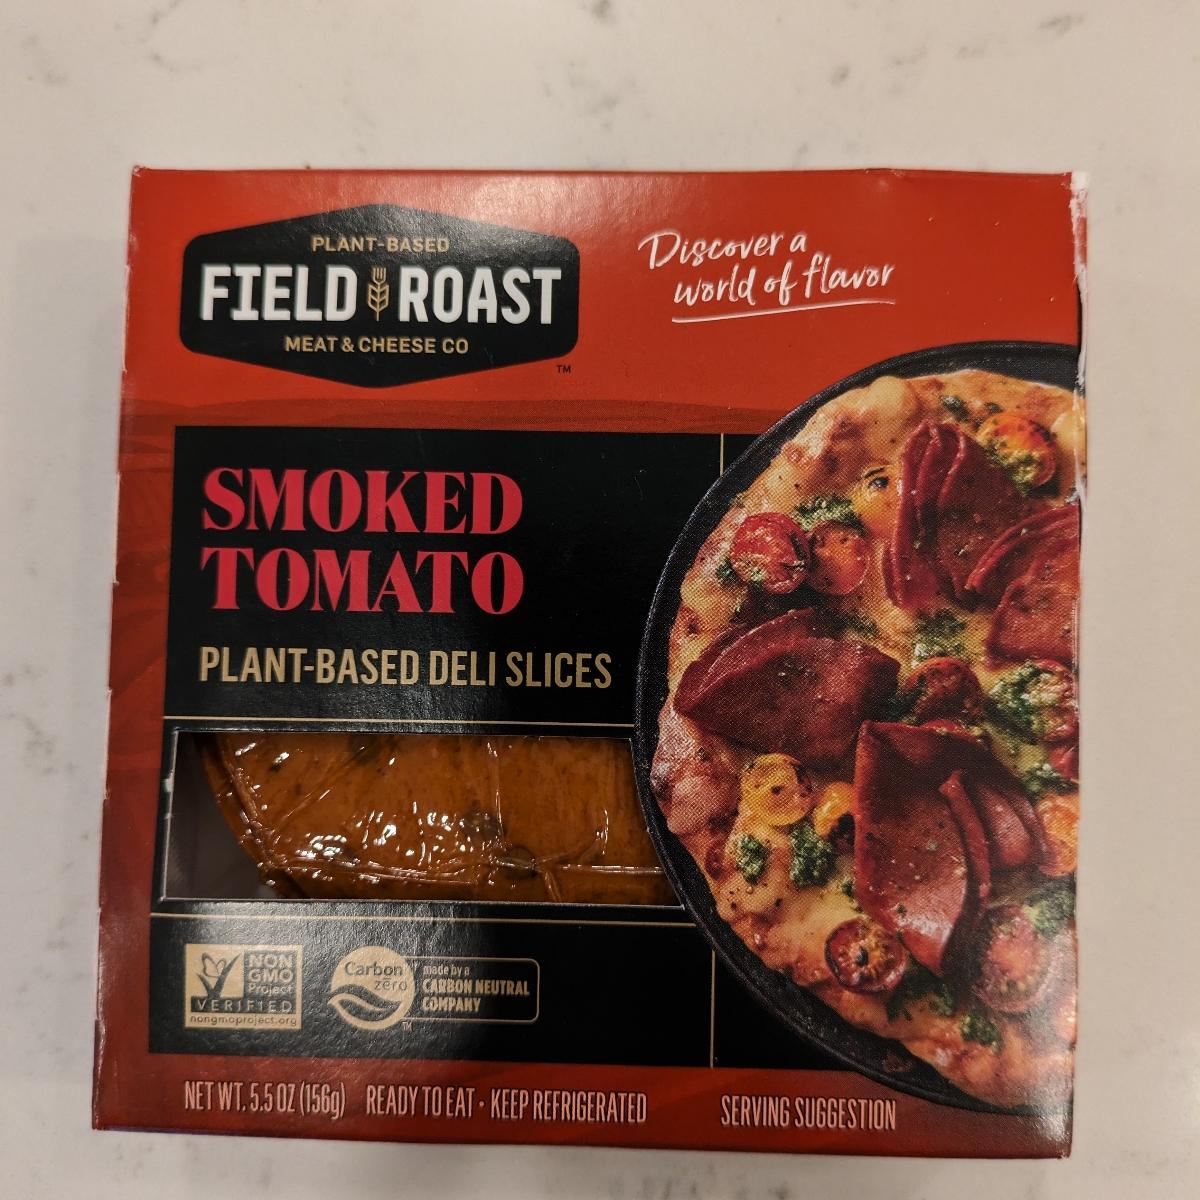 PLANT-BASED
FIELD ROAST
MEAT & CHEESE CO
TM
Discover a
world of flavor
SMOKED
TOMATO
PLANT-BASED DELI SLICES
NON
GMO
Project
VERIFIED
nongmoproject.org
Carbon
zēro
TM
made by a
CARBON NEUTRAL
COMPANY
NET WT. 5.5 OZ (156g) READY TO EAT • KEEP REFRIGERATED SERVING SUGGESTION